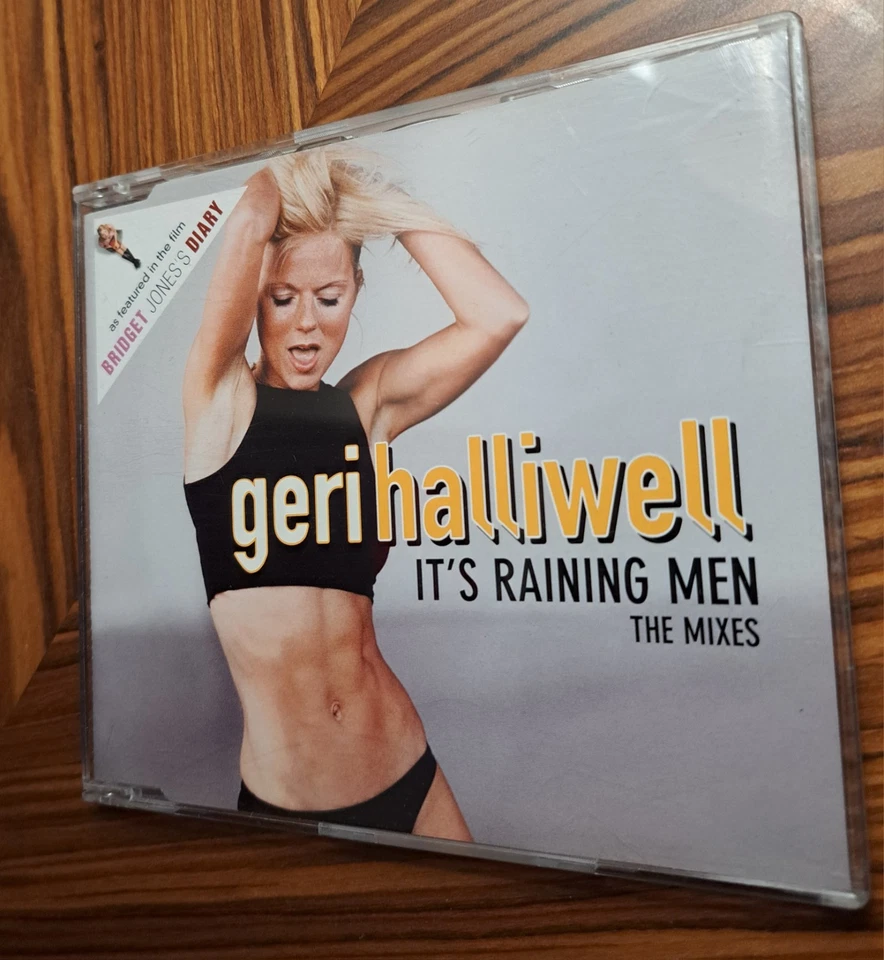 as featured in the film
BRIDGET JONES'S DIARY
geri halliwell
IT'S RAINING MEN
THE MIXES